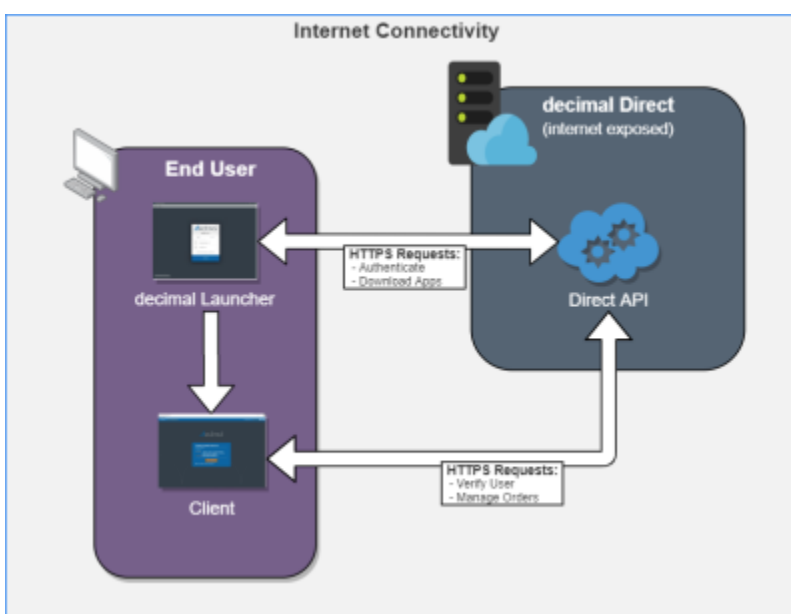 Internet Connectivity
decimal Direct
(internet exposed)
End User
HTTPS Requests:
- Authenticate
- Download Apps
decimal Launcher
Direct API
HTTPS Requests:
- Verify User
- Manage Orders
Client